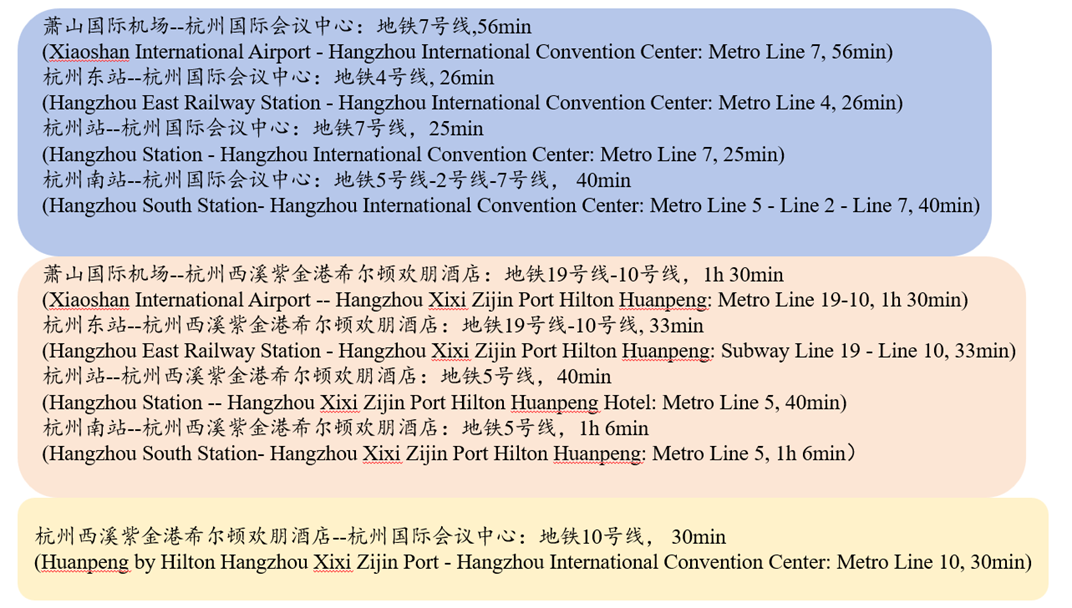 萧山国际机场--杭州国际会议中心：地铁7号线,56min
(Xiaoshan International Airport - Hangzhou International Convention Center: Metro Line 7, 56min)
杭州东站--杭州国际会议中心：地铁4号线, 26min
(Hangzhou East Railway Station - Hangzhou International Convention Center: Metro Line 4, 26min)
杭州站--杭州国际会议中心：地铁7号线，25min
(Hangzhou Station - Hangzhou International Convention Center: Metro Line 7, 25min)
杭州南站--杭州国际会议中心：地铁5号线-2号线-7号线， 40min
(Hangzhou South Station- Hangzhou International Convention Center: Metro Line 5 - Line 2 - Line 7, 40min)
萧山国际机场--杭州西溪紫金港希尔顿欢朋酒店：地铁19号线-10号线，1h 30min
(Xiaoshan International Airport -- Hangzhou Xixi Zijin Port Hilton Huanpeng: Metro Line 19-10, 1h 30min)
杭州东站--杭州西溪紫金港希尔顿欢朋酒店：地铁19号线-10号线, 33min
(Hangzhou East Railway Station - Hangzhou Xixi Zijin Port Hilton Huanpeng: Subway Line 19 - Line 10, 33min)
杭州站--杭州西溪紫金港希尔顿欢朋酒店：地铁5号线，40min
(Hangzhou Station -- Hangzhou Xixi Zijin Port Hilton Huanpeng Hotel: Metro Line 5, 40min)
杭州南站--杭州西溪紫金港希尔顿欢朋酒店：地铁5号线，1h 6min
(Hangzhou South Station- Hangzhou Xixi Zijin Port Hilton Huanpeng: Metro Line 5, 1h 6min）
杭州西溪紫金港希尔顿欢朋酒店--杭州国际会议中心：地铁10号线， 30min
(Huanpeng by Hilton Hangzhou Xixi Zijin Port - Hangzhou International Convention Center: Metro Line 10, 30min)